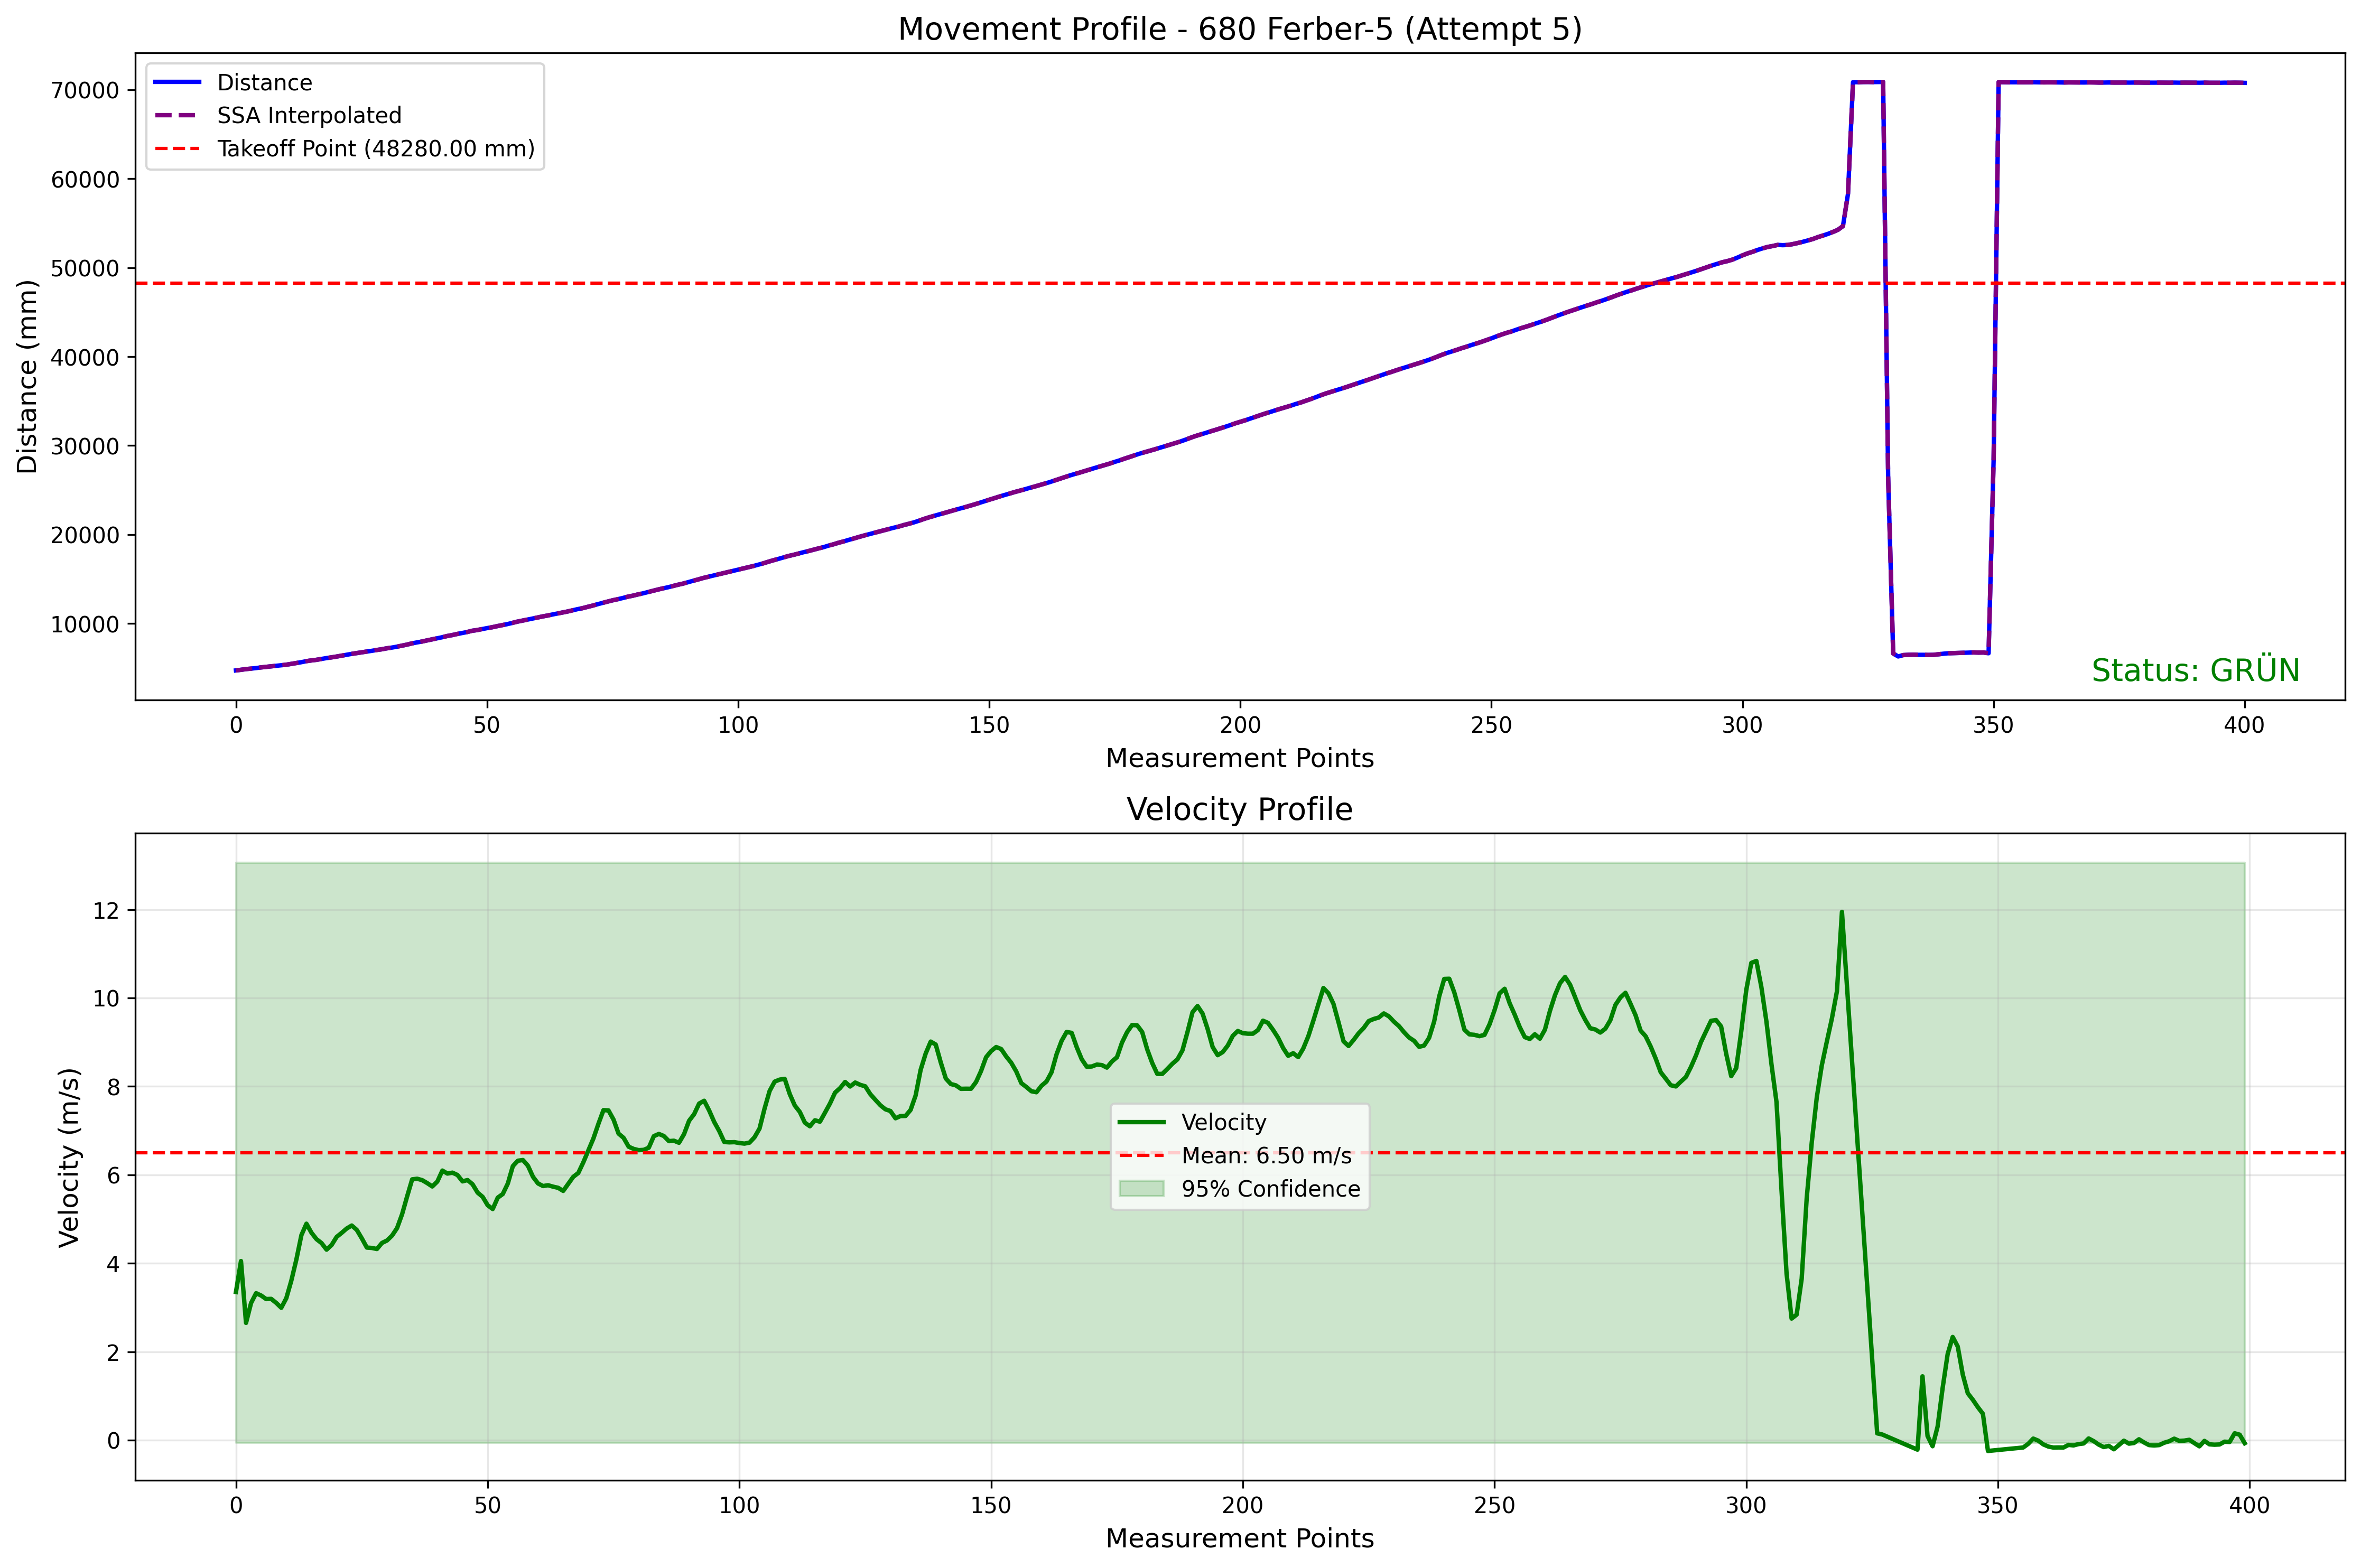 Movement Profile - 680 Ferber-5 (Attempt 5)
Distance
SSA Interpolated
Takeoff Point (48280.00 mm)
Distance (mm)
70000
60000
50000
40000
30000
20000
10000
Status: GRÜN
0 50 100 150 200 250 300 350 400
Measurement Points
Velocity Profile
Velocity (m/s)
12
10
8
6
4
2
0
Velocity
Mean: 6.50 m/s
95% Confidence
0 50 100 150 200 250 300 350 400
Measurement Points